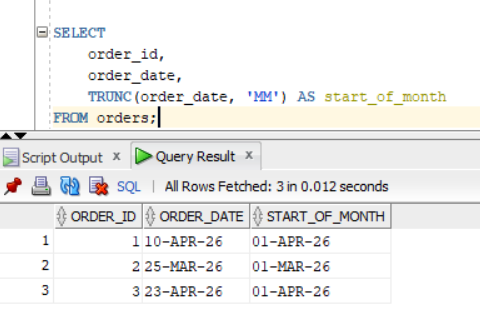 SELECT
order_id,
order_date,
TRUNC(order_date, 'MM') AS start_of_month
FROM orders;
Script Output x Query Result x
SQL | All Rows Fetched: 3 in 0.012 seconds
ORDER_ID ORDER_DATE START_OF_MONTH
1 1 10-APR-26 01-APR-26
2 2 25-MAR-26 01-MAR-26
3 3 23-APR-26 01-APR-26